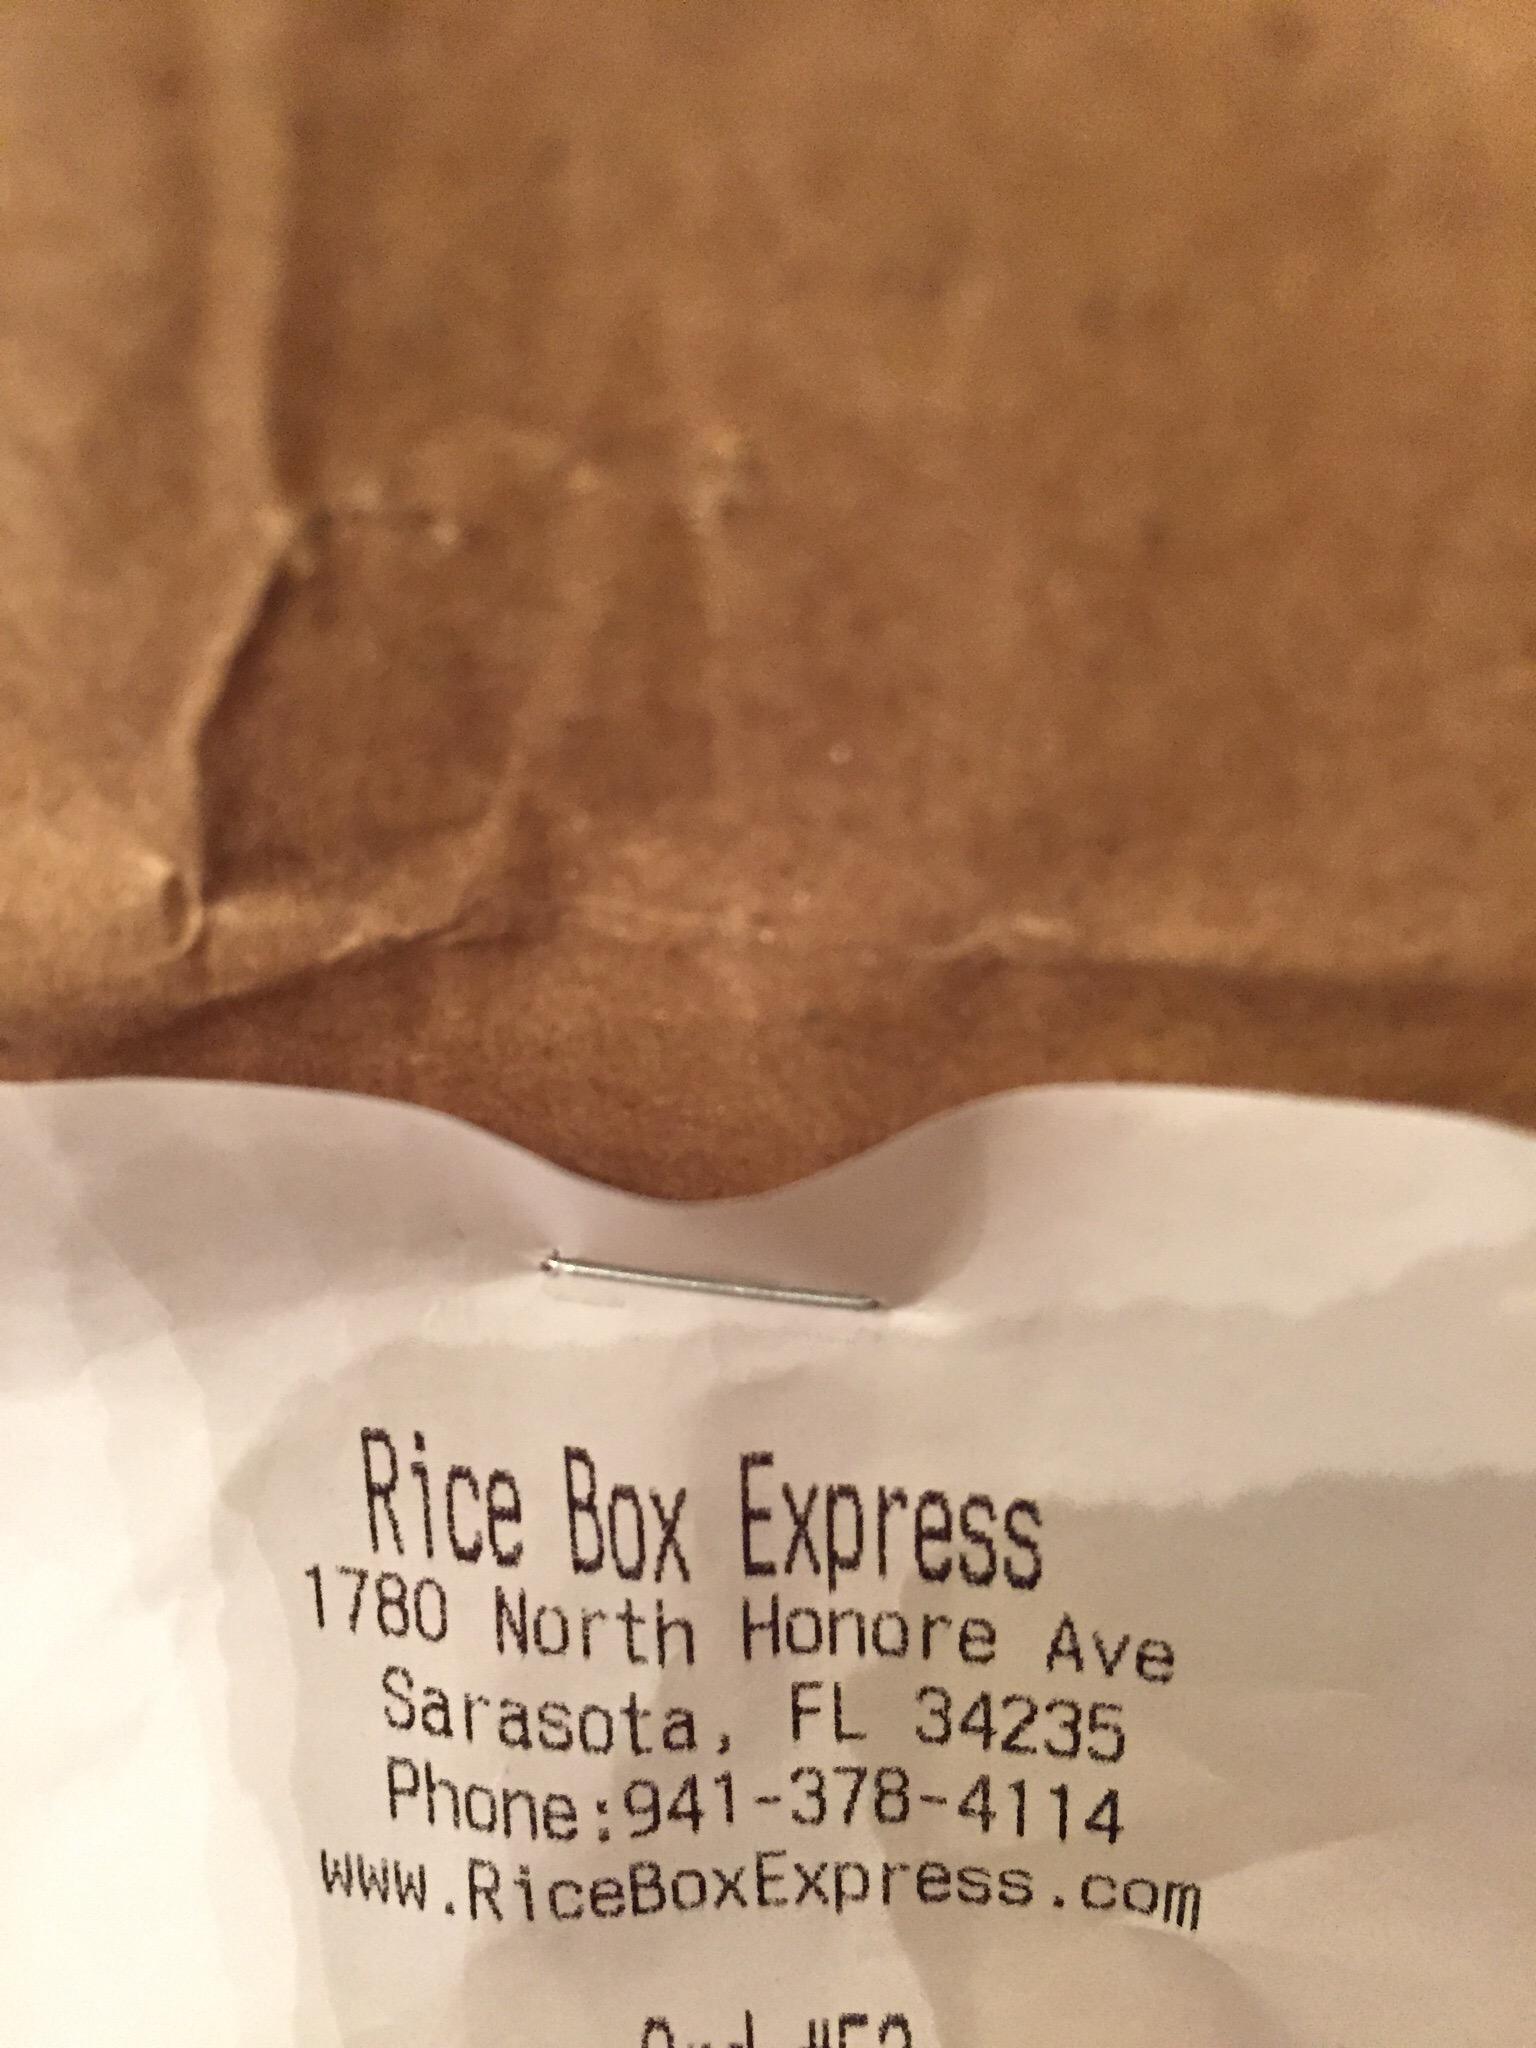 Rice Box Express
1780 North Honore Ave
Sarasota, FL 34235
Phone:941-378-4114
www.RiceBoxExpress.com